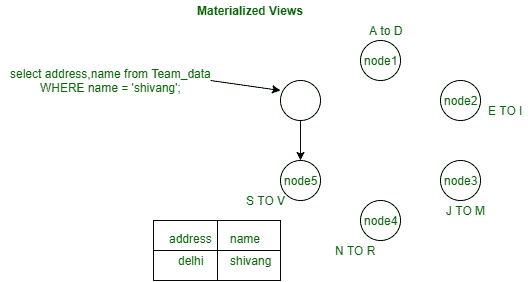 Materialized Views
A to D
select address,name from Team_data
WHERE name = 'shivang';
node1
node2
E TO I
node5
node3
S TO V
J TO M
node4
N TO R
address name
delhi shivang